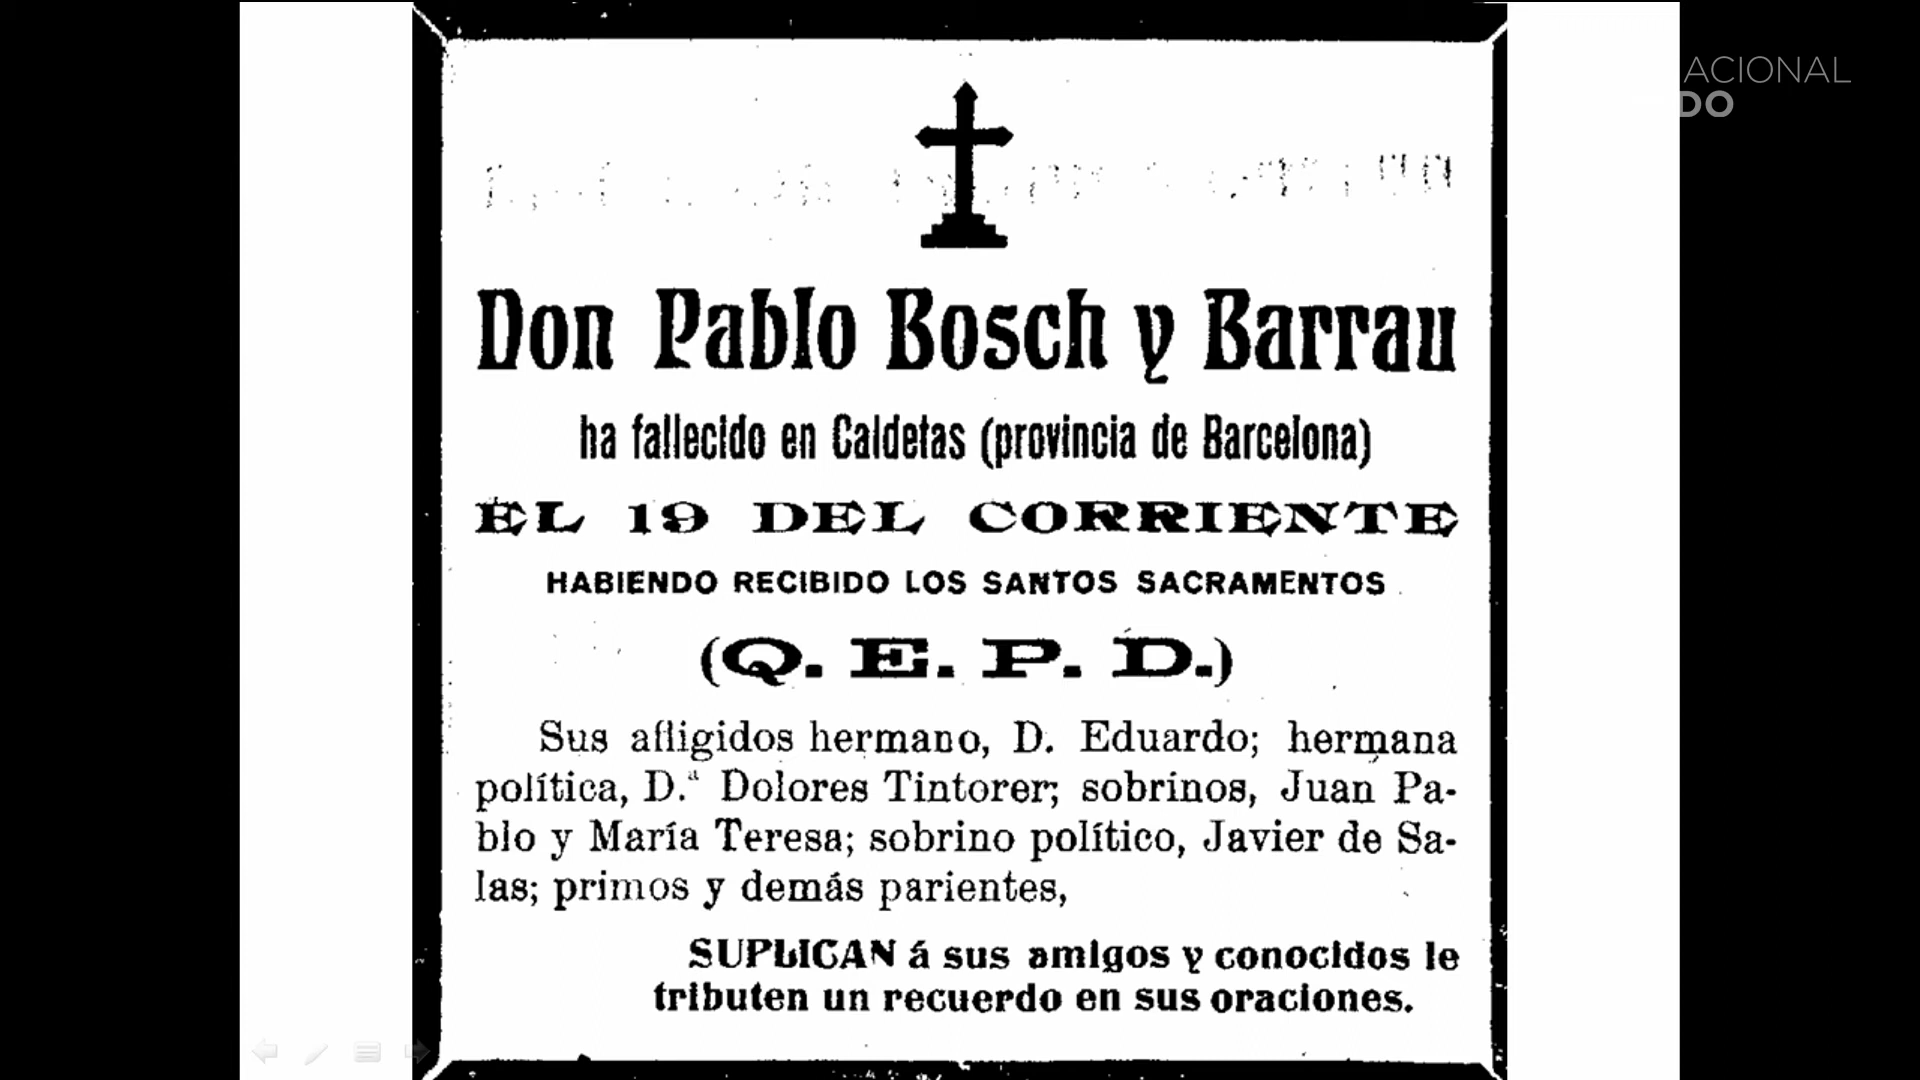 ACIONAL
DO
Don Pablo Bosch y Barrau
ha fallecido en Caldetas (provincia de Barcelona)
EL 19 DEL CORRIENTE
HABIENDO RECIBIDO LOS SANTOS SACRAMENTOS
(Q. E. P. D.)
Sus afligidos hermano, D. Eduardo; hermana
política, D.ª Dolores Tintorer; sobrinos, Juan Pa-
blo y María Teresa; sobrino político, Javier de Sa-
las; primos y demás parientes,
SUPLICAN á sus amigos y conocidos le
tributen un recuerdo en sus oraciones.